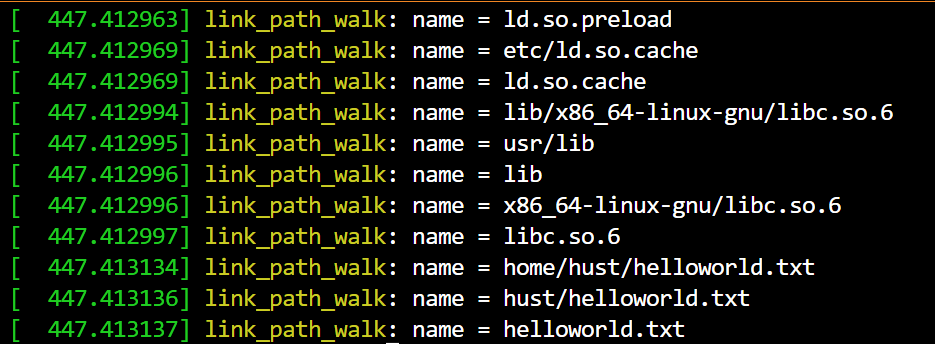 [  447.412963] link_path_walk: name = ld.so.preload
[  447.412969] link_path_walk: name = etc/ld.so.cache
[  447.412969] link_path_walk: name = ld.so.cache
[  447.412994] link_path_walk: name = lib/x86_64-linux-gnu/libc.so.6
[  447.412995] link_path_walk: name = usr/lib
[  447.412996] link_path_walk: name = lib
[  447.412996] link_path_walk: name = x86_64-linux-gnu/libc.so.6
[  447.412997] link_path_walk: name = libc.so.6
[  447.413134] link_path_walk: name = home/hust/helloworld.txt
[  447.413136] link_path_walk: name = hust/helloworld.txt
[  447.413137] link_path_walk: name = helloworld.txt